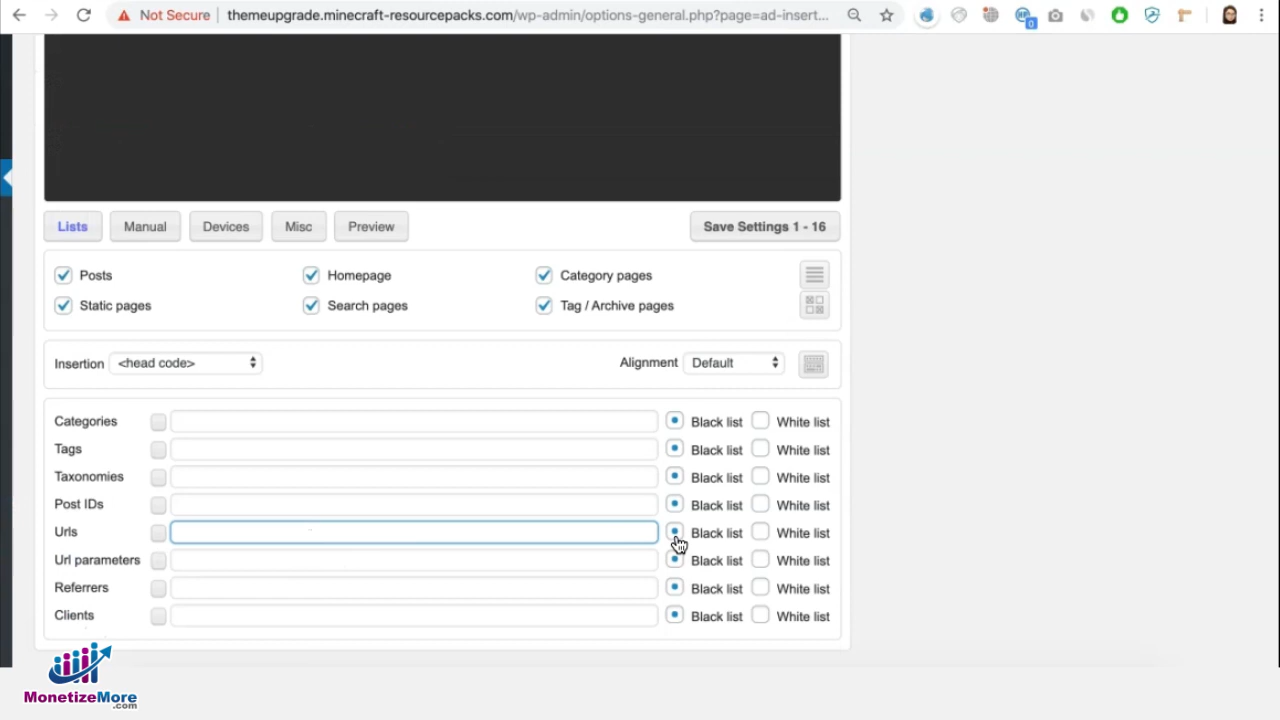 Not Secure themeupgrade.minecraft-resourcepacks.com/wp-admin/options-general.php?page=ad-insert...
0
Lists Manual Devices Misc Preview Save Settings 1 - 16
Posts Homepage Category pages
Static pages Search pages Tag / Archive pages
Insertion <head code> Alignment Default
Categories Black list White list
Tags Black list White list
Taxonomies Black list White list
Post IDs Black list White list
Urls Black list White list
Url parameters Black list White list
Referrers Black list White list
Clients Black list White list
MonetizeMore
.com